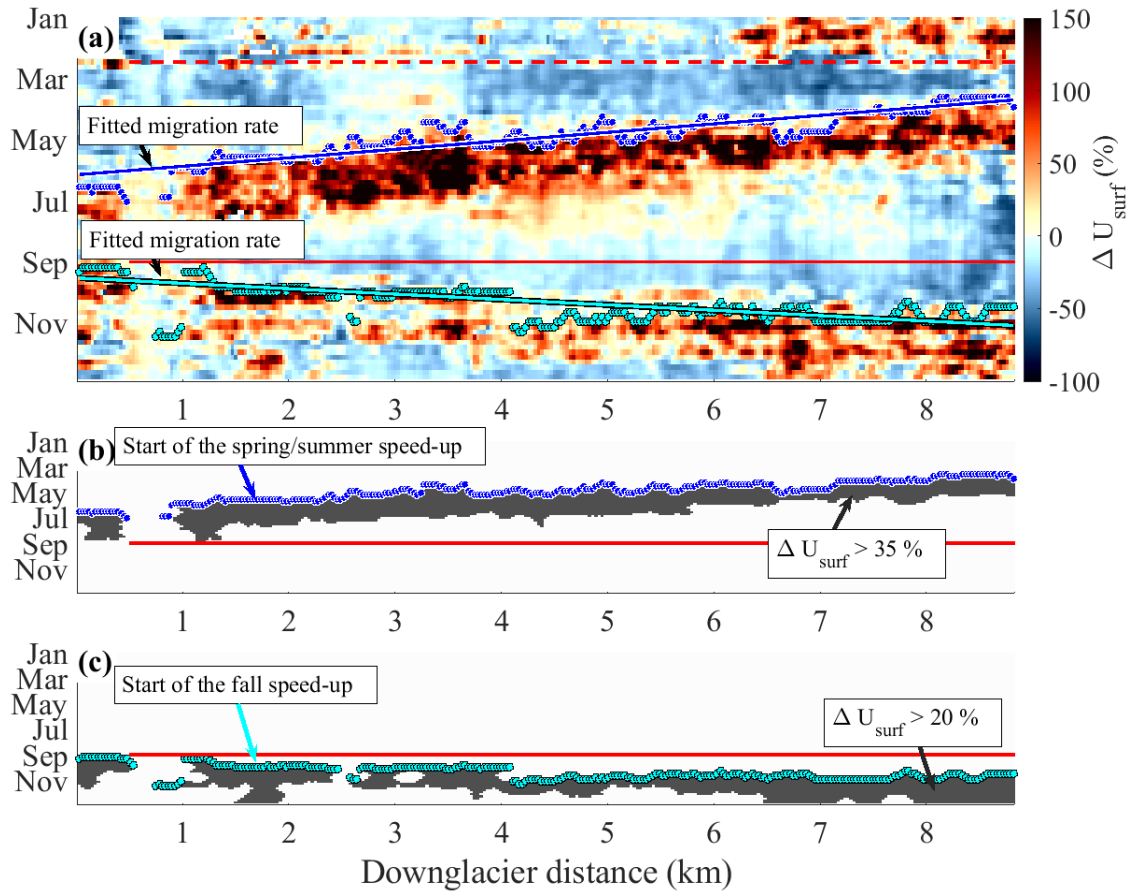 (a)
Jan
Mar
May
Jul
Sep
Nov
Fitted migration rate
Fitted migration rate
1 2 3 4 5 6 7 8
150
100
50
0
-50
-100
Δ U_surf (%)
(b)
Jan
Mar
May
Jul
Sep
Nov
Start of the spring/summer speed-up
Δ U_surf > 35 %
1 2 3 4 5 6 7 8
(c)
Jan
Mar
May
Jul
Sep
Nov
Start of the fall speed-up
Δ U_surf > 20 %
1 2 3 4 5 6 7 8
Downglacier distance (km)